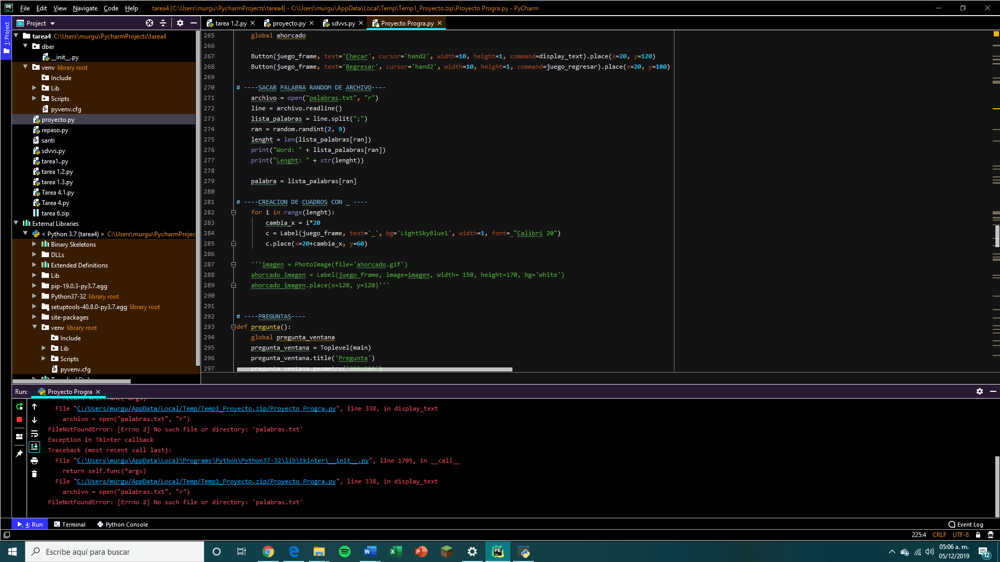 File Edit View Navigate Code Help tarea4 [C:\Users\murgu\PycharmProjects\tarea4] - C:\Users\murgu\AppData\Local\Temp\Temp1_Proyecto.zip\Proyecto Progra.py - PyCharm
Project
tarea 1.2.py
proyecto.py
sdvvs.py
Proyecto Progra.py
1: Project
tarea4 C:\Users\murgu\PycharmProjects\tarea4
dber
__init__.py
venv library root
Include
Lib
Scripts
pyvenv.cfg
proyecto.py
repaso.py
santi
sdvvs.py
tarea1..py
tarea 1.2.py
tarea 1.3.py
Tarea 4.1.py
Tarea 4.py
tarea 6.zip
External Libraries
< Python 3.7 (tarea4) > C:\Users\murgu\PycharmProjec
Binary Skeletons
DLLs
Extended Definitions
Lib
pip-19.0.3-py3.7.egg
Python37-32 library root
setuptools-40.8.0-py3.7.egg library root
site-packages
venv library root
Include
Lib
Scripts
pyvenv.cfg
265 global ahorcado
266
267 Button(juego_frame, text='Checar', cursor='hand2', width=10, height=1, command=display_text).place(x=20, y=120)
268 Button(juego_frame, text='Regresar', cursor='hand2', width=10, height=1, command=juego_regresar).place(x=20, y=180)
269
270 # ----SACAR PALABRA RANDOM DE ARCHIVO----
271 archivo = open("palabras.txt", "r")
272 line = archivo.readline()
273 lista_palabras = line.split(";")
274 ran = random.randint(2, 9)
275 lenght = len(lista_palabras[ran])
276 print("Word: " + lista_palabras[ran])
277 print("Lenght: " + str(lenght))
278
279 palabra = lista_palabras[ran]
280
281 # ----CREACION DE CUADROS CON _ ----
282 for i in range(lenght):
283 cambia_x = i*20
284 c = Label(juego_frame, text='_', bg='LightSkyBlue1', width=1, font= "Calibri 20")
285 c.place(x=20+cambia_x, y=60)
286
287 '''imagen = PhotoImage(file='ahorcado.gif')
288 ahorcado_imagen = Label(juego_frame, image=imagen, width= 150, height=170, bg='white')
289 ahorcado_imagen.place(x=120, y=120)'''
290
291
292 # ----PREGUNTAS----
293 def pregunta():
294 global pregunta_ventana
295 pregunta_ventana = Toplevel(main)
296 pregunta_ventana.title('Pregunta')
297 pregunta_ventana.geometry('200x200')
Run: Proyecto Progra
return self.func(*args)
File "C:/Users/murgu/AppData/Local/Temp/Temp1_Proyecto.zip/Proyecto Progra.py", line 338, in display_text
archivo = open("palabras.txt", "r")
FileNotFoundError: [Errno 2] No such file or directory: 'palabras.txt'
Exception in Tkinter callback
Traceback (most recent call last):
File "C:\Users\murgu\AppData\Local\Programs\Python\Python37-32\lib\tkinter\__init__.py", line 1705, in __call__
return self.func(*args)
File "C:/Users/murgu/AppData/Local/Temp/Temp1_Proyecto.zip/Proyecto Progra.py", line 338, in display_text
archivo = open("palabras.txt", "r")
FileNotFoundError: [Errno 2] No such file or directory: 'palabras.txt'
4: Run Terminal Python Console Event Log
225:4 CRLF UTF-8
Escribe aquí para buscar
05:06 a. m.
05/12/2019
12